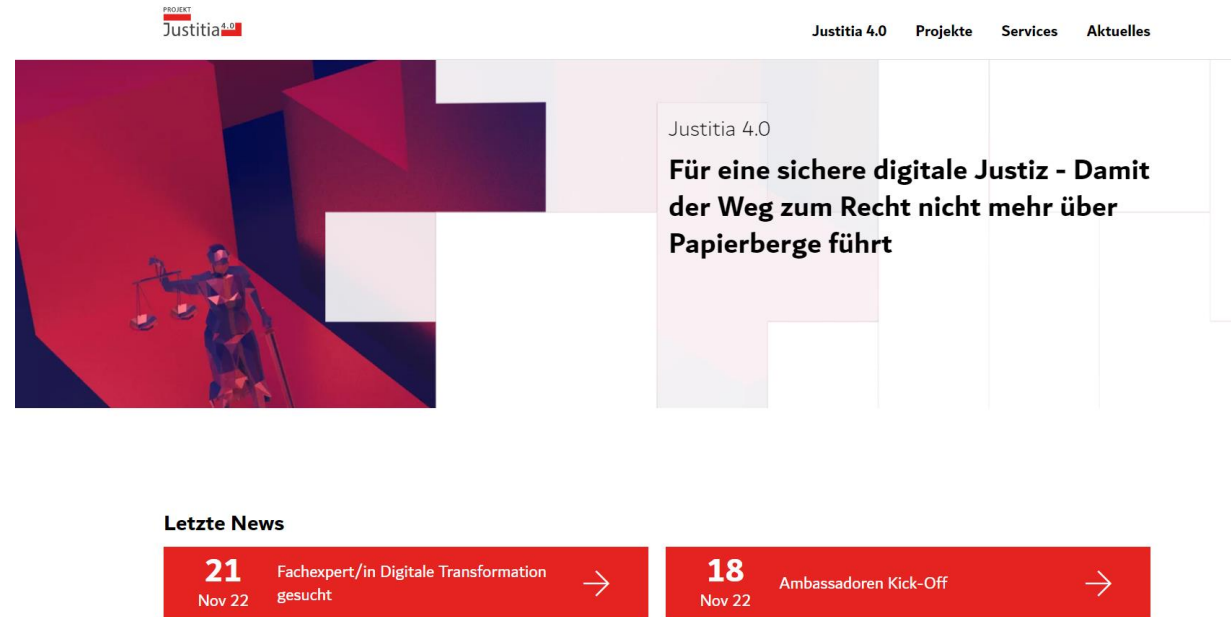 PROJEKT
Justitia 4.0
Justitia 4.0 Projekte Services Aktuelles
Justitia 4.0
Für eine sichere digitale Justiz - Damit
der Weg zum Recht nicht mehr über
Papierberge führt
Letzte News
21
Nov 22
Fachexpert/in Digitale Transformation
gesucht
18
Nov 22
Ambassadoren Kick-Off